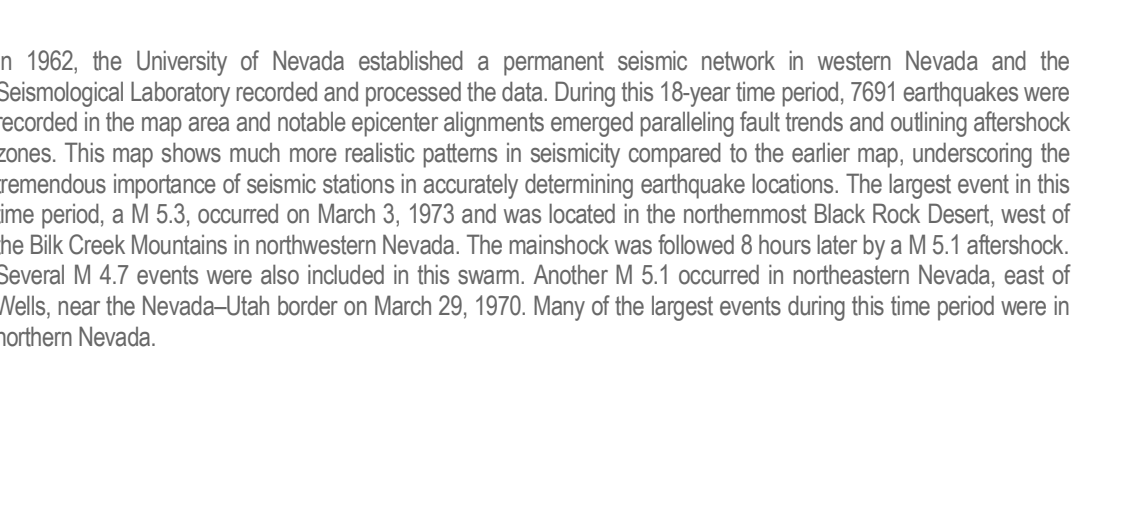 In 1962, the University of Nevada established a permanent seismic network in western Nevada and the
Seismological Laboratory recorded and processed the data. During this 18-year time period, 7691 earthquakes were
recorded in the map area and notable epicenter alignments emerged paralleling fault trends and outlining aftershock
zones. This map shows much more realistic patterns in seismicity compared to the earlier map, underscoring the
tremendous importance of seismic stations in accurately determining earthquake locations. The largest event in this
time period, a M 5.3, occurred on March 3, 1973 and was located in the northernmost Black Rock Desert, west of
the Bilk Creek Mountains in northwestern Nevada. The mainshock was followed 8 hours later by a M 5.1 aftershock.
Several M 4.7 events were also included in this swarm. Another M 5.1 occurred in northeastern Nevada, east of
Wells, near the Nevada–Utah border on March 29, 1970. Many of the largest events during this time period were in
northern Nevada.